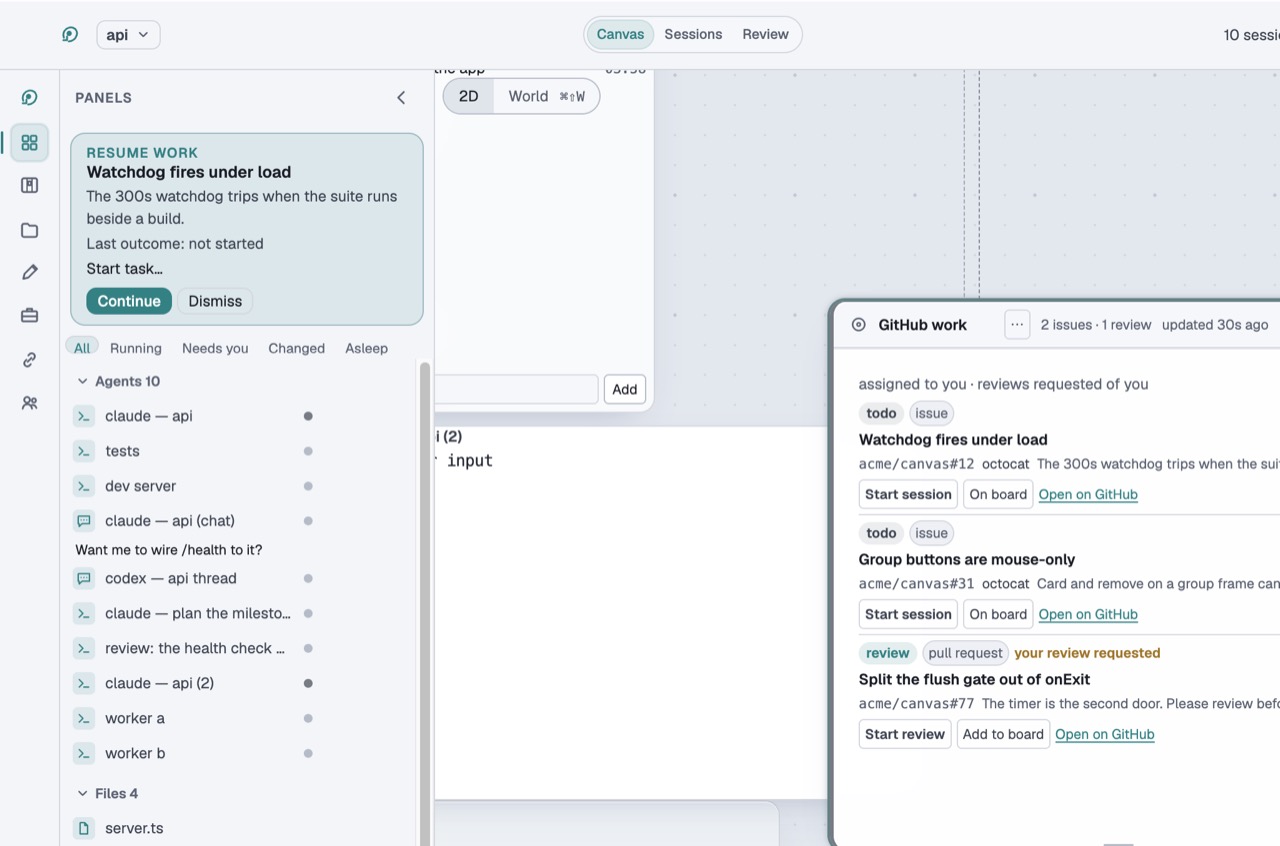 api
Canvas
Sessions
Review
10 sessi
PANELS
RESUME WORK
Watchdog fires under load
The 300s watchdog trips when the suite runs
beside a build.
Last outcome: not started
Start task…
Continue
Dismiss
All
Running
Needs you
Changed
Asleep
Agents 10
claude — api
tests
dev server
claude — api (chat)
Want me to wire /health to it?
codex — api thread
claude — plan the milesto…
review: the health check …
claude — api (2)
worker a
worker b
Files 4
server.ts
the app
2D
World ⌘⇧W
Add
i (2)
input
GitHub work
···
2 issues · 1 review
updated 30s ago
assigned to you · reviews requested of you
todo issue
Watchdog fires under load
acme/canvas#12 octocat The 300s watchdog trips when the sui
Start session
On board
Open on GitHub
todo issue
Group buttons are mouse-only
acme/canvas#31 octocat Card and remove on a group frame can
Start session
On board
Open on GitHub
review pull request your review requested
Split the flush gate out of onExit
acme/canvas#77 The timer is the second door. Please review befo
Start review
Add to board
Open on GitHub